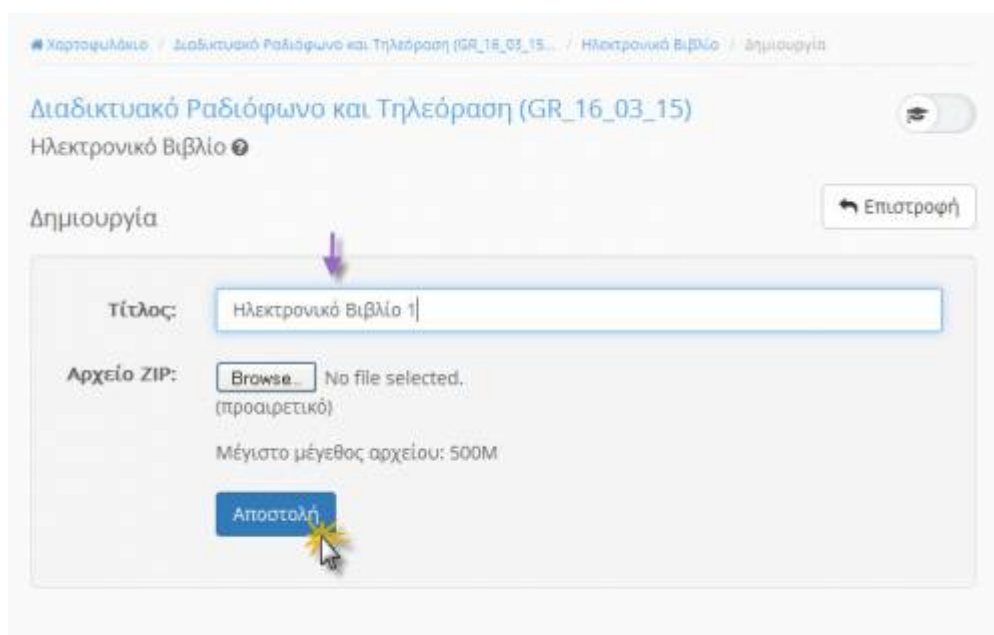 Χαρτοφυλάκιο / Διαδικτυακό Ραδιόφωνο και Τηλεόραση (GR_16_03_15... / Ηλεκτρονικό Βιβλίο / Δημιουργία
Διαδικτυακό Ραδιόφωνο και Τηλεόραση (GR_16_03_15)
Ηλεκτρονικό Βιβλίο
Δημιουργία
Επιστροφή
Τίτλος: Ηλεκτρονικό Βιβλίο 1
Αρχείο ZIP: Browse... No file selected.
(προαιρετικό)
Μέγιστο μέγεθος αρχείου: 500M
Αποστολή